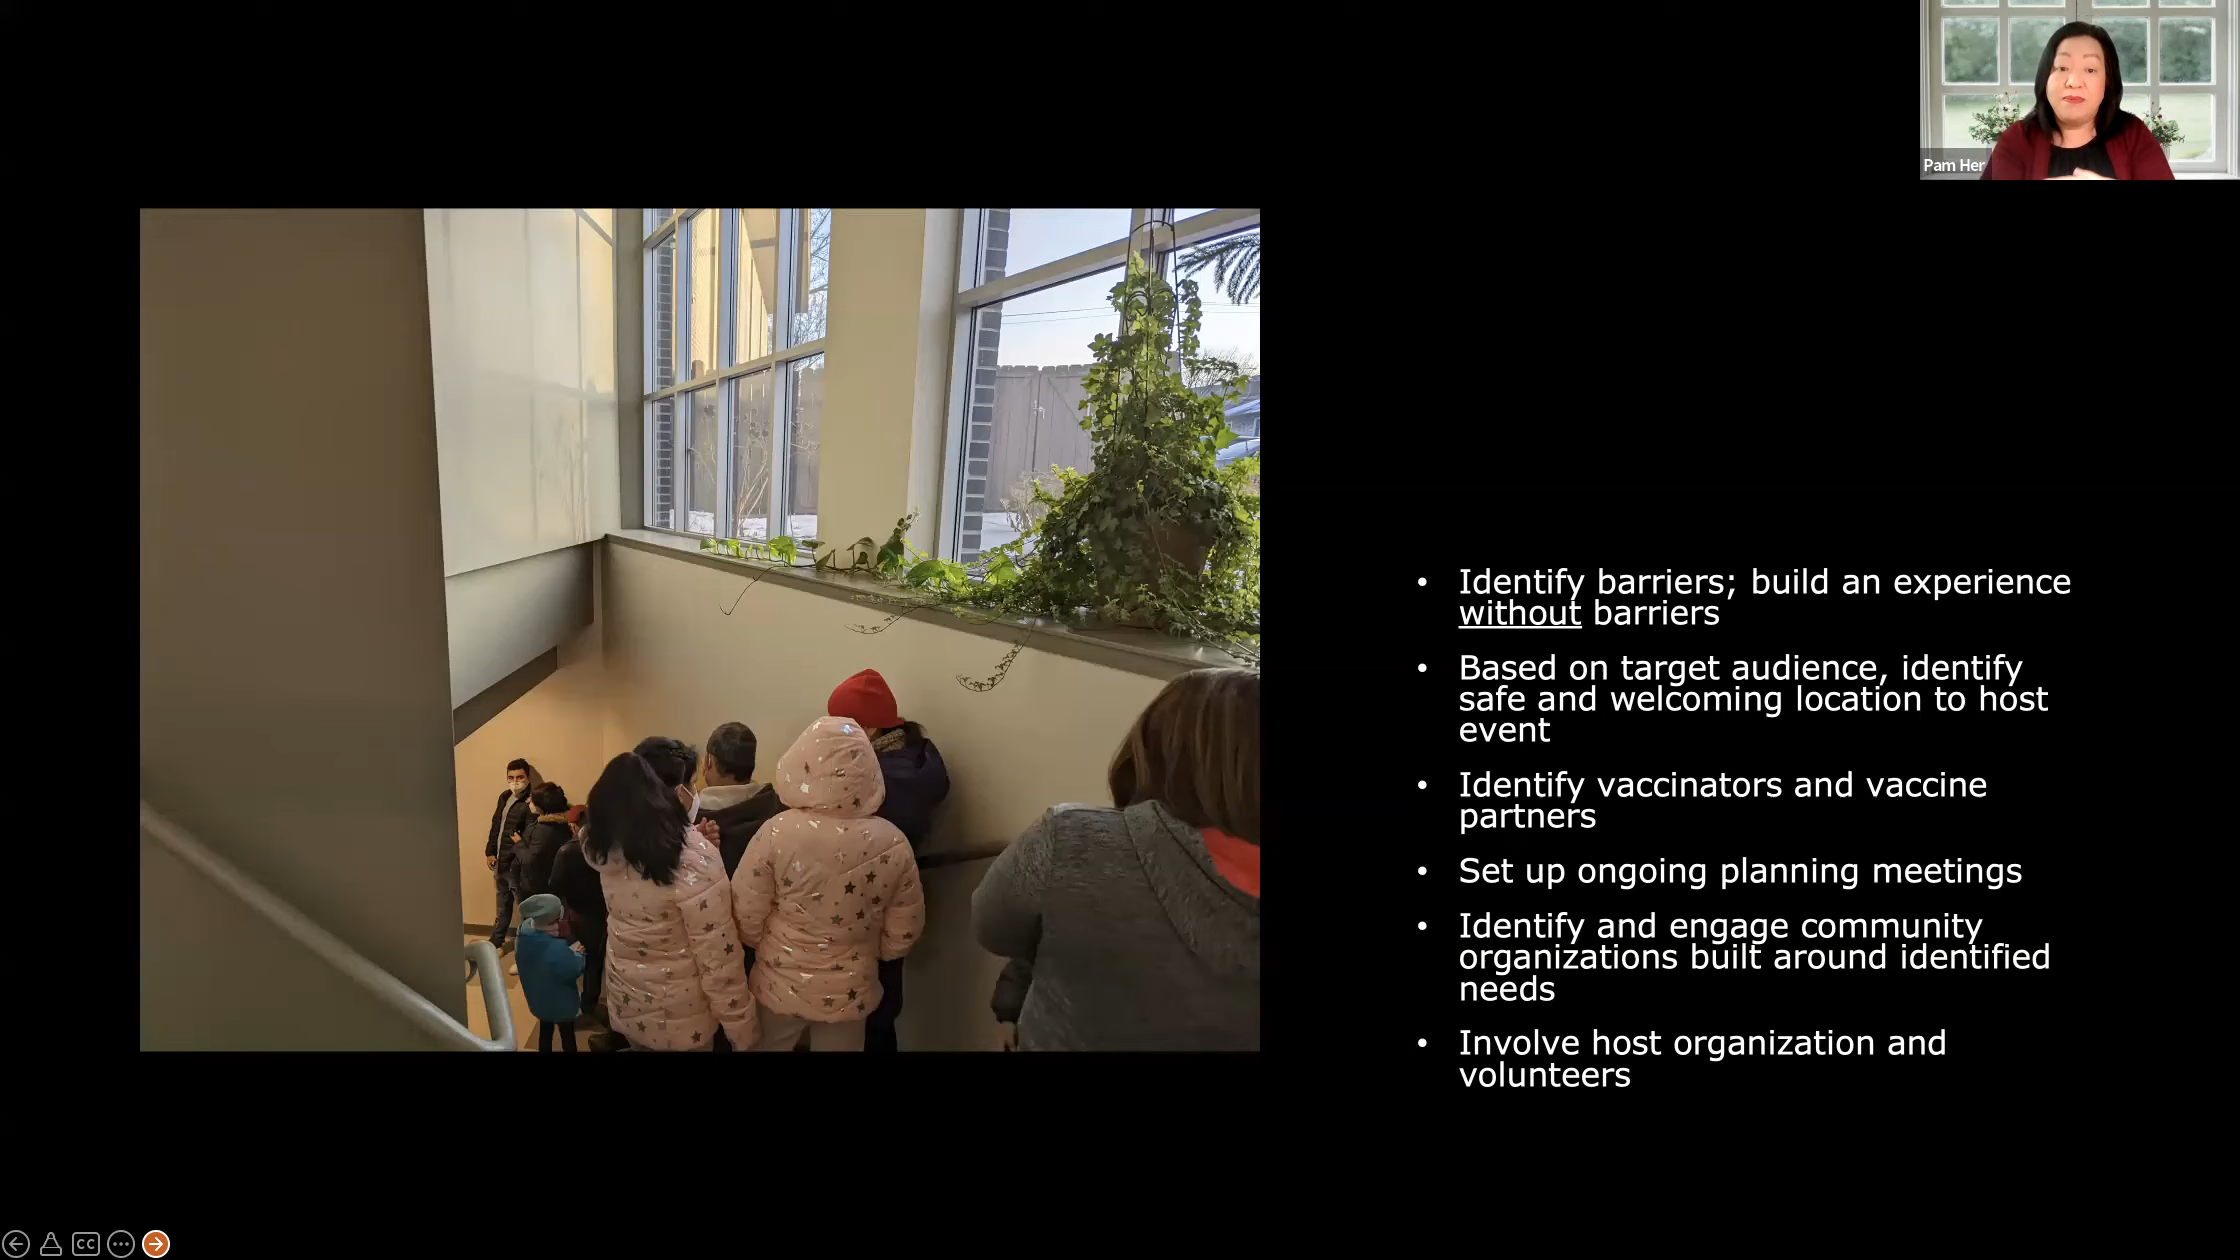 Pam Her
• Identify barriers; build an experience
without barriers
• Based on target audience, identify
safe and welcoming location to host
event
• Identify vaccinators and vaccine
partners
• Set up ongoing planning meetings
• Identify and engage community
organizations built around identified
needs
• Involve host organization and
volunteers
CC